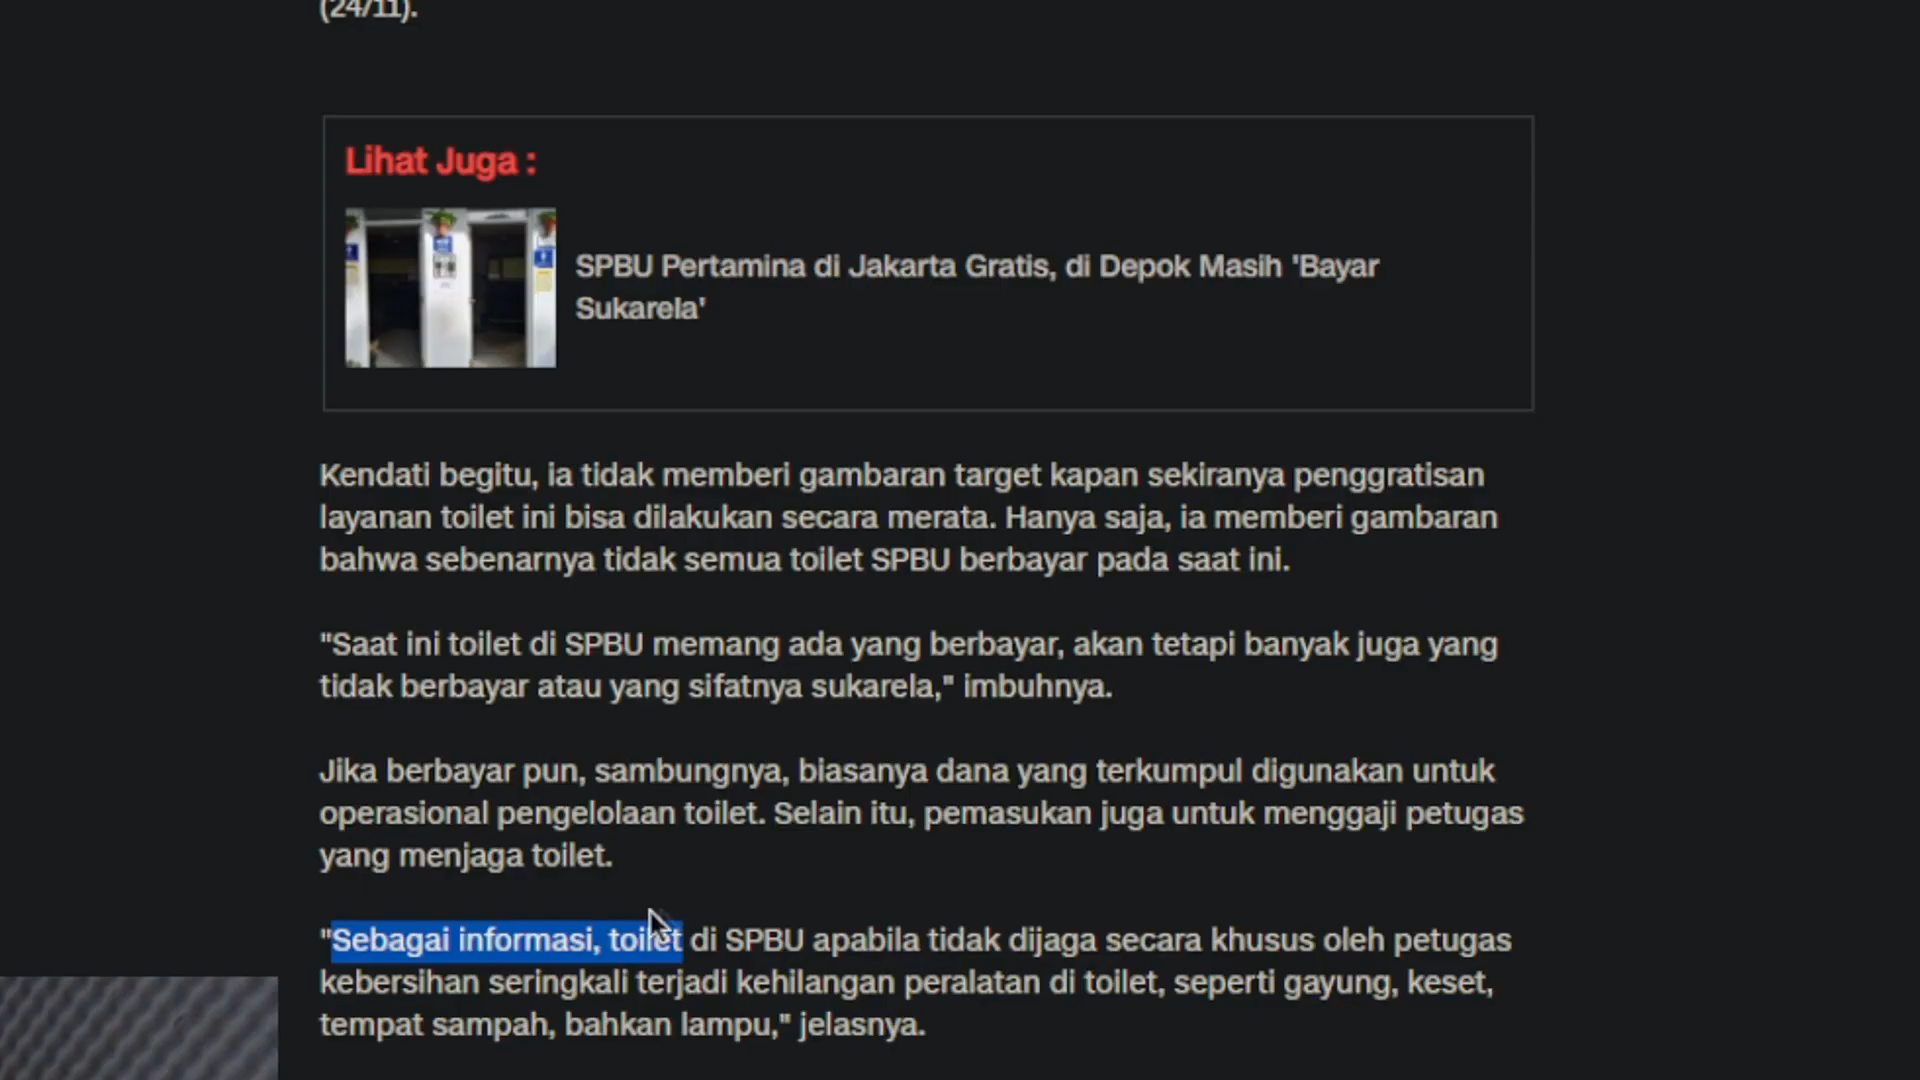 (24/11).
Lihat Juga :
SPBU Pertamina di Jakarta Gratis, di Depok Masih 'Bayar
Sukarela'
Kendati begitu, ia tidak memberi gambaran target kapan sekiranya penggratisan
layanan toilet ini bisa dilakukan secara merata. Hanya saja, ia memberi gambaran
bahwa sebenarnya tidak semua toilet SPBU berbayar pada saat ini.
"Saat ini toilet di SPBU memang ada yang berbayar, akan tetapi banyak juga yang
tidak berbayar atau yang sifatnya sukarela," imbuhnya.
Jika berbayar pun, sambungnya, biasanya dana yang terkumpul digunakan untuk
operasional pengelolaan toilet. Selain itu, pemasukan juga untuk menggaji petugas
yang menjaga toilet.
"Sebagai informasi, toilet di SPBU apabila tidak dijaga secara khusus oleh petugas
kebersihan seringkali terjadi kehilangan peralatan di toilet, seperti gayung, keset,
tempat sampah, bahkan lampu," jelasnya.